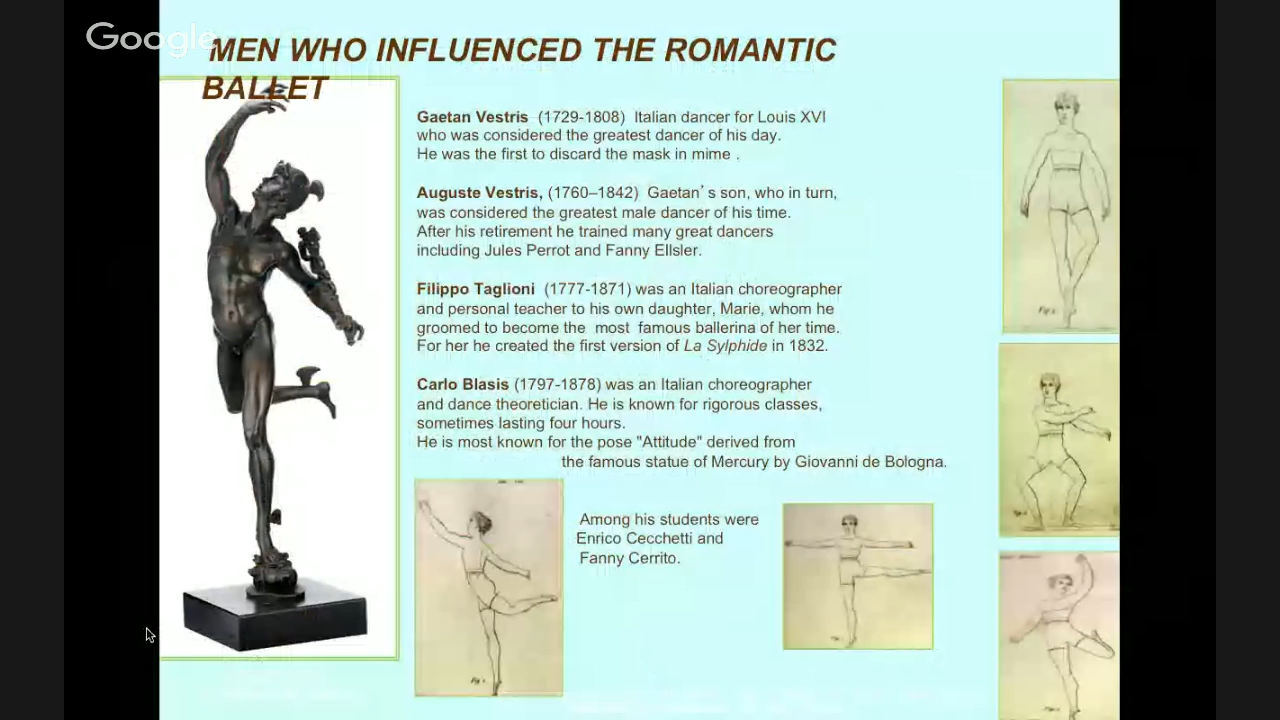 Google
MEN WHO INFLUENCED THE ROMANTIC
BALLET
Gaetan Vestris (1729-1808) Italian dancer for Louis XVI
who was considered the greatest dancer of his day.
He was the first to discard the mask in mime .
Auguste Vestris, (1760–1842) Gaetan's son, who in turn,
was considered the greatest male dancer of his time.
After his retirement he trained many great dancers
including Jules Perrot and Fanny Ellsler.
Filippo Taglioni (1777-1871) was an Italian choreographer
and personal teacher to his own daughter, Marie, whom he
groomed to become the most famous ballerina of her time.
For her he created the first version of La Sylphide in 1832.
Carlo Blasis (1797-1878) was an Italian choreographer
and dance theoretician. He is known for rigorous classes,
sometimes lasting four hours.
He is most known for the pose "Attitude" derived from
the famous statue of Mercury by Giovanni de Bologna.
Among his students were
Enrico Cecchetti and
Fanny Cerrito.